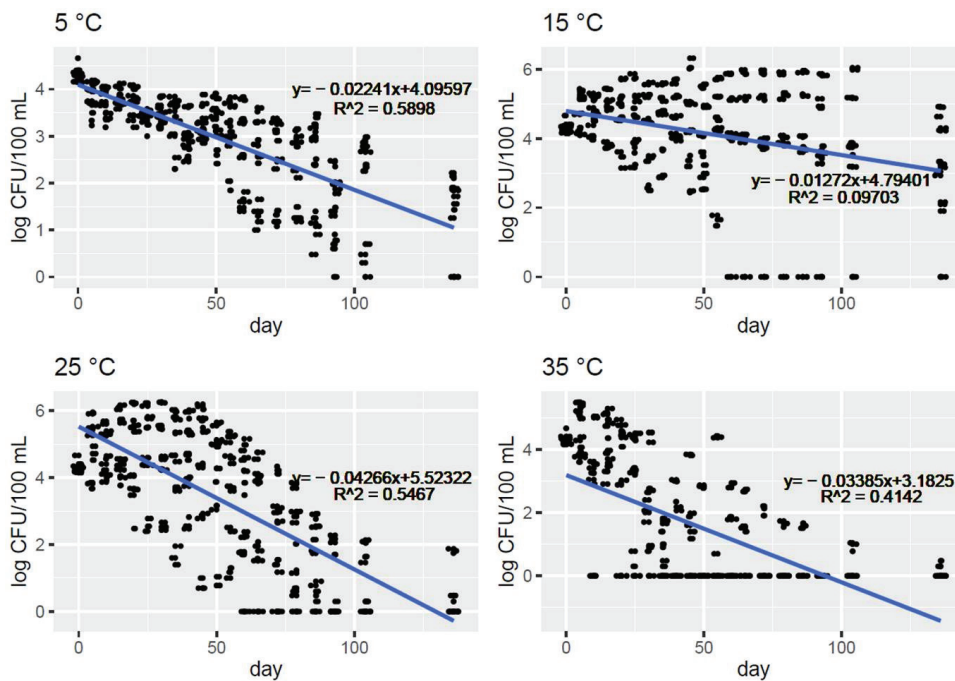 5 °C
y= − 0.02241x+4.09597
R^2 = 0.5898
4
3
2
1
0
log CFU/100 mL
0 50 100
day
15 °C
6
4
2
0
log CFU/100 mL
y= − 0.01272x+4.79401
R^2 = 0.09703
0 50 100
day
25 °C
6
4
2
0
log CFU/100 mL
y= − 0.04266x+5.52322
R^2 = 0.5467
0 50 100
day
35 °C
4
2
0
log CFU/100 mL
y= − 0.03385x+3.1825
R^2 = 0.4142
0 50 100
day